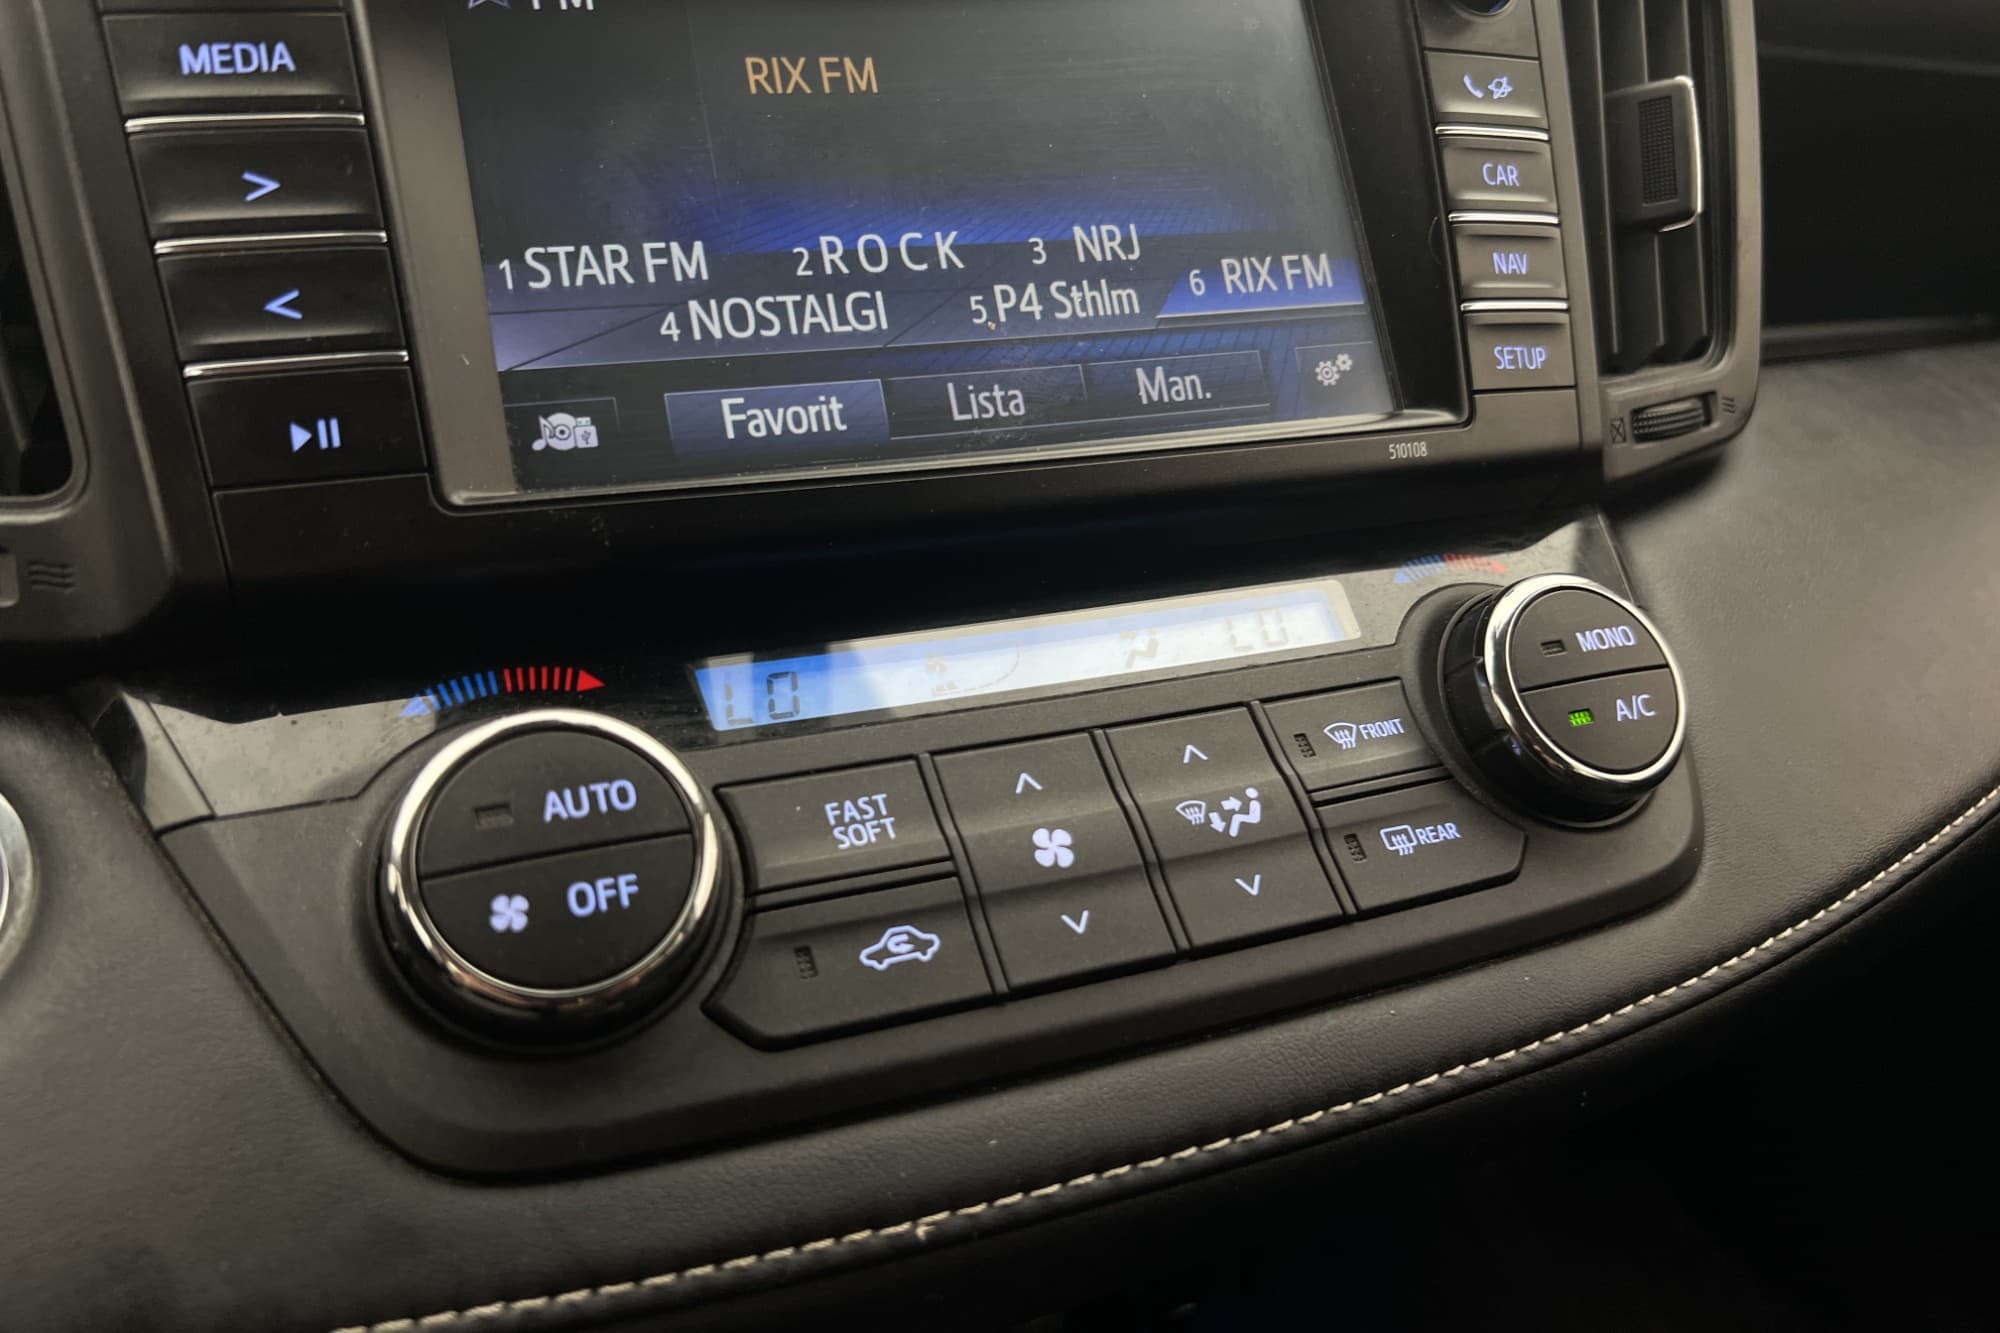 FM
MEDIA
RIX FM
CAR
NAV
SETUP
1 STAR FM
2 ROCK
3 NRJ
4 NOSTALGI
5 P4 Sthlm
6 RIX FM
Favorit
Lista
Man.
510108
LO
LO
MONO
A/C
AUTO
OFF
FAST
SOFT
FRONT
REAR